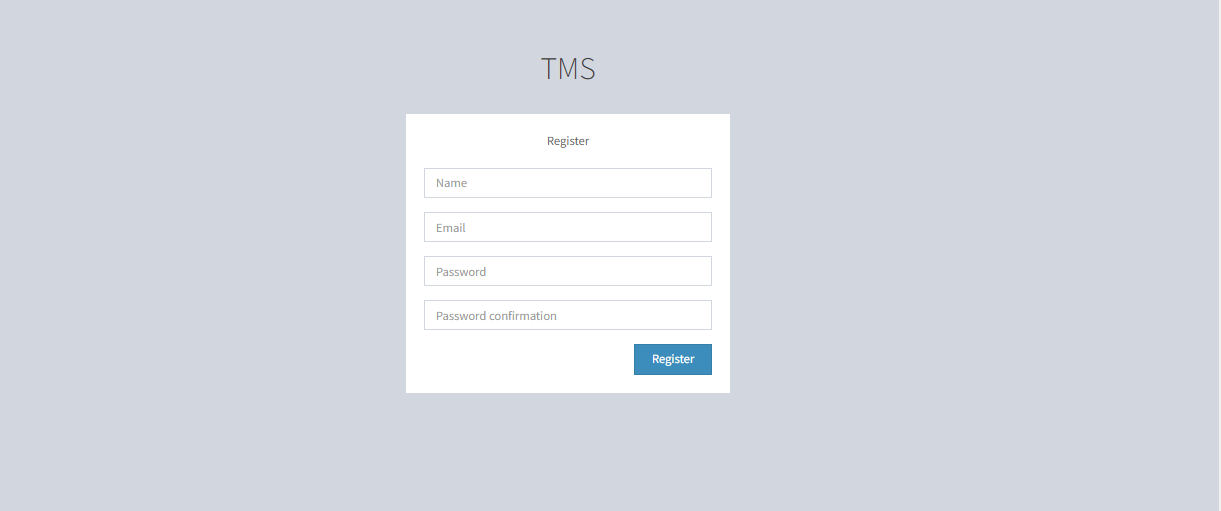 TMS
Register
Name
Email
Password
Password confirmation
Register